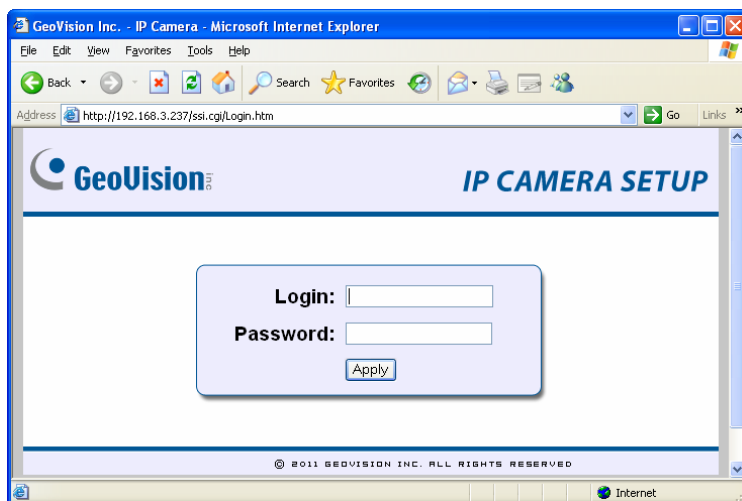 GeoVision Inc. - IP Camera - Microsoft Internet Explorer
File Edit View Favorites Tools Help
Back Search Favorites
Address http://192.168.3.237/ssi.cgi/Login.htm Go Links »
GeoVision inc IP CAMERA SETUP
Login:
Password:
Apply
© 2011 GEOVISION INC. ALL RIGHTS RESERVED
Internet